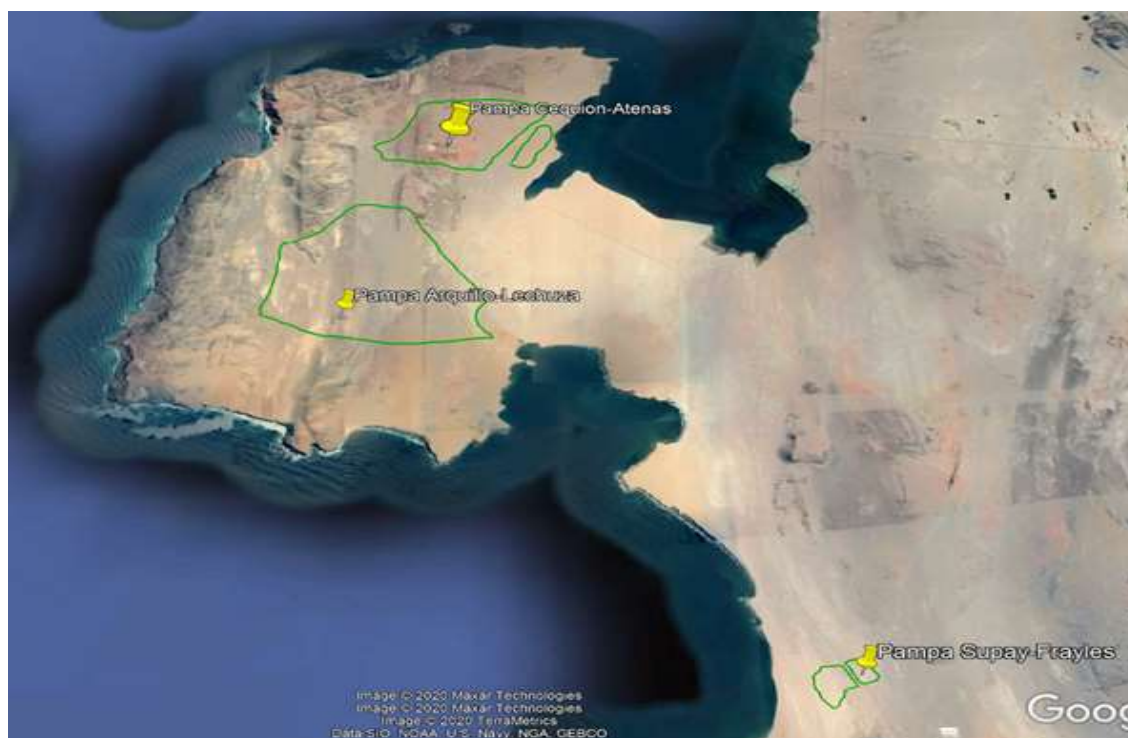 Pampa Cequion-Atenas
Pampa Arquillo-Lechuza
Pampa Supay-Frayles
Image © 2020 Maxar Technologies
Image © 2020 Maxar Technologies
Image © 2020 TerraMetrics
Data SIO, NOAA, U.S. Navy, NGA, GEBCO
Goog